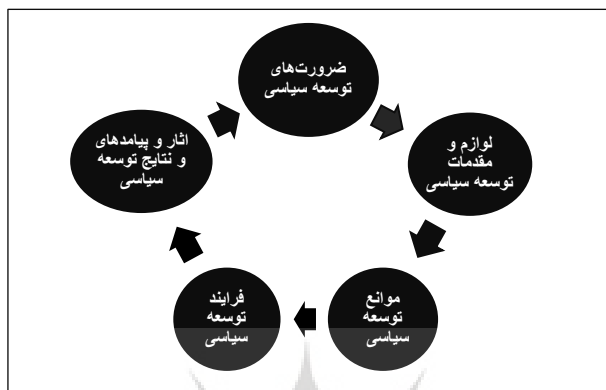 ضرورت‌های
توسعه سیاسی
لوازم و
مقدمات
توسعه سیاسی
موانع
توسعه
سیاسی
فرایند
توسعه
سیاسی
اثار و پیامدهای
و نتایج توسعه
سیاسی